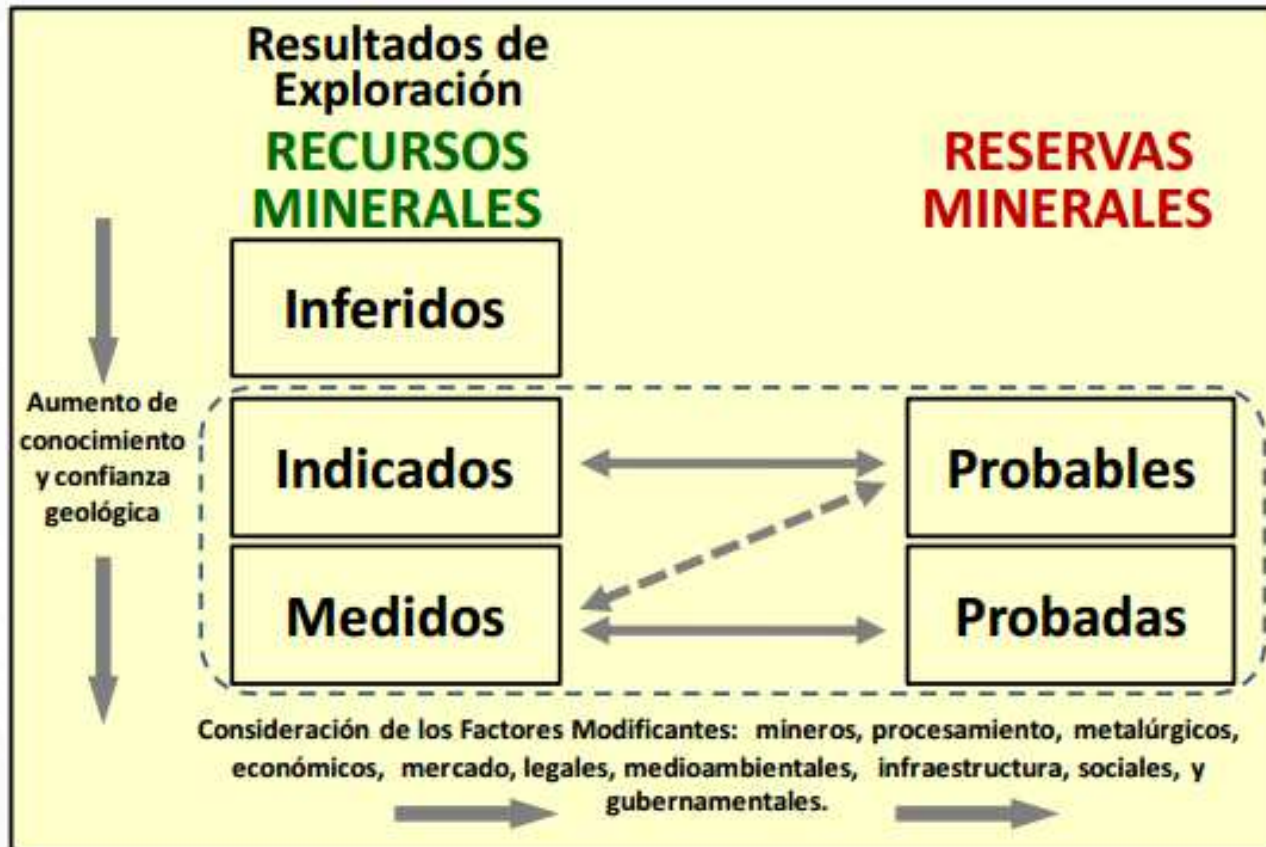 Resultados de
Exploración
RECURSOS
MINERALES
RESERVAS
MINERALES
Inferidos
Aumento de
conocimiento
y confianza
geológica
Indicados
Probables
Medidos
Probadas
Consideración de los Factores Modificantes: mineros, procesamiento, metalúrgicos,
económicos, mercado, legales, medioambientales, infraestructura, sociales, y
gubernamentales.